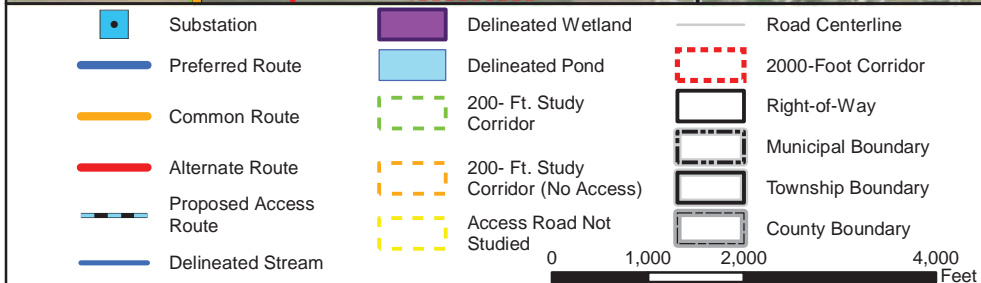 Substation
Preferred Route
Common Route
Alternate Route
Proposed Access
Route
Delineated Stream
Delineated Wetland
Delineated Pond
200- Ft. Study
Corridor
200- Ft. Study
Corridor (No Access)
Access Road Not
Studied
Road Centerline
2000-Foot Corridor
Right-of-Way
Municipal Boundary
Township Boundary
County Boundary
0 1,000 2,000 4,000
Feet